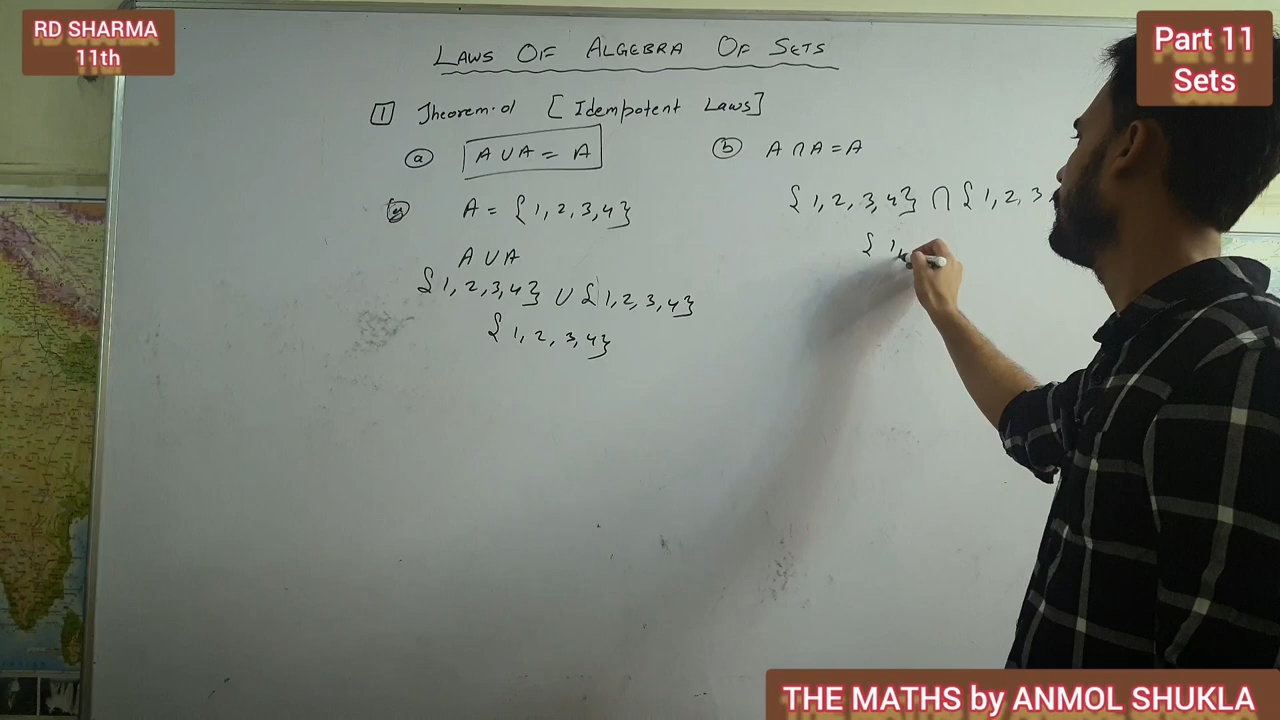 RD SHARMA
11th
Part 11
Sets
LAWS OF ALGEBRA OF SETS
1 Theorem:01 [Idempotent Laws]
a A ∪ A = A
b A ∩ A = A
eg A = {1, 2, 3, 4}
{1, 2, 3, 4} ∩ {1, 2, 3
A ∪ A
{ 1,
{1, 2, 3, 4} ∪ {1, 2, 3, 4}
{1, 2, 3, 4}
THE MATHS by ANMOL SHUKLA